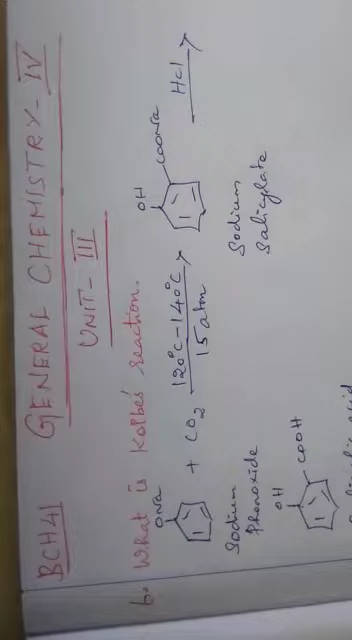 BCH41 GENERAL CHEMISTRY-IV
UNIT-III
6. What is Kolbe's reaction.
ONa + CO2 120°C-140°C 15 atm OH COONa HCl
Sodium Phenoxide Sodium Salicylate
OH COOH